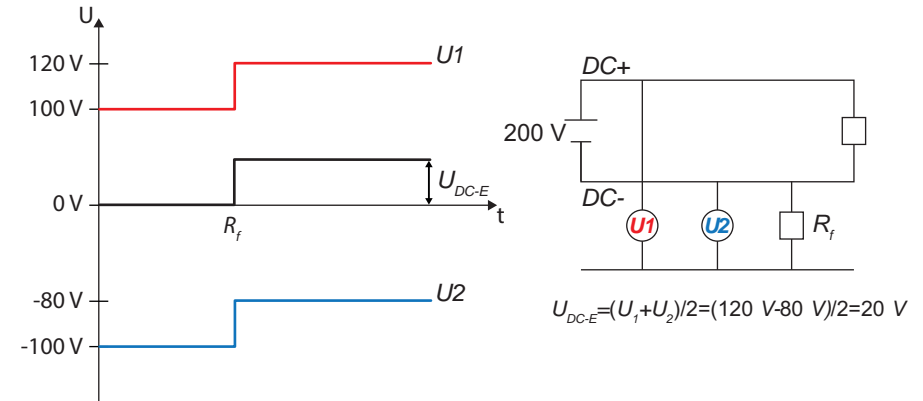 U
120 V
U1
100 V
U_DC-E
0 V
t
R_f
-80 V
U2
-100 V
DC+
200 V
DC-
U1 U2 R_f
U_DC-E=(U_1+U_2)/2=(120 V-80 V)/2=20 V